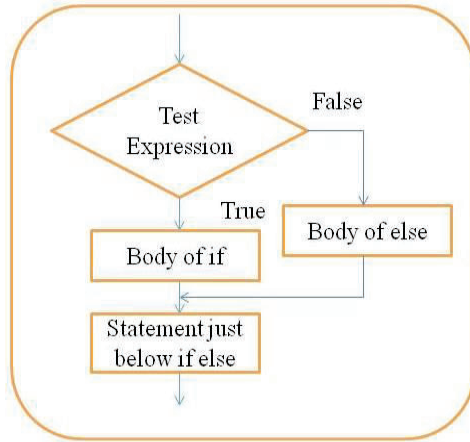 Test
Expression
False
True
Body of if
Body of else
Statement just
below if else